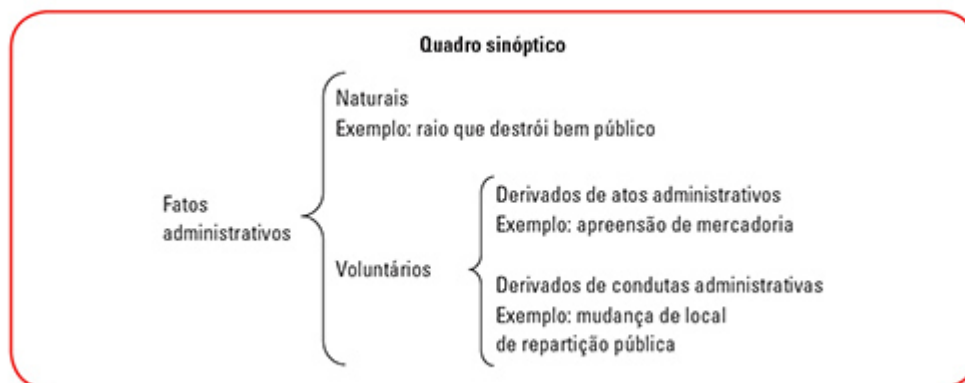 Quadro sinóptico
Naturais
Exemplo: raio que destrói bem público
Fatos
administrativos
Voluntários
Derivados de atos administrativos
Exemplo: apreensão de mercadoria
Derivados de condutas administrativas
Exemplo: mudança de local
de repartição pública